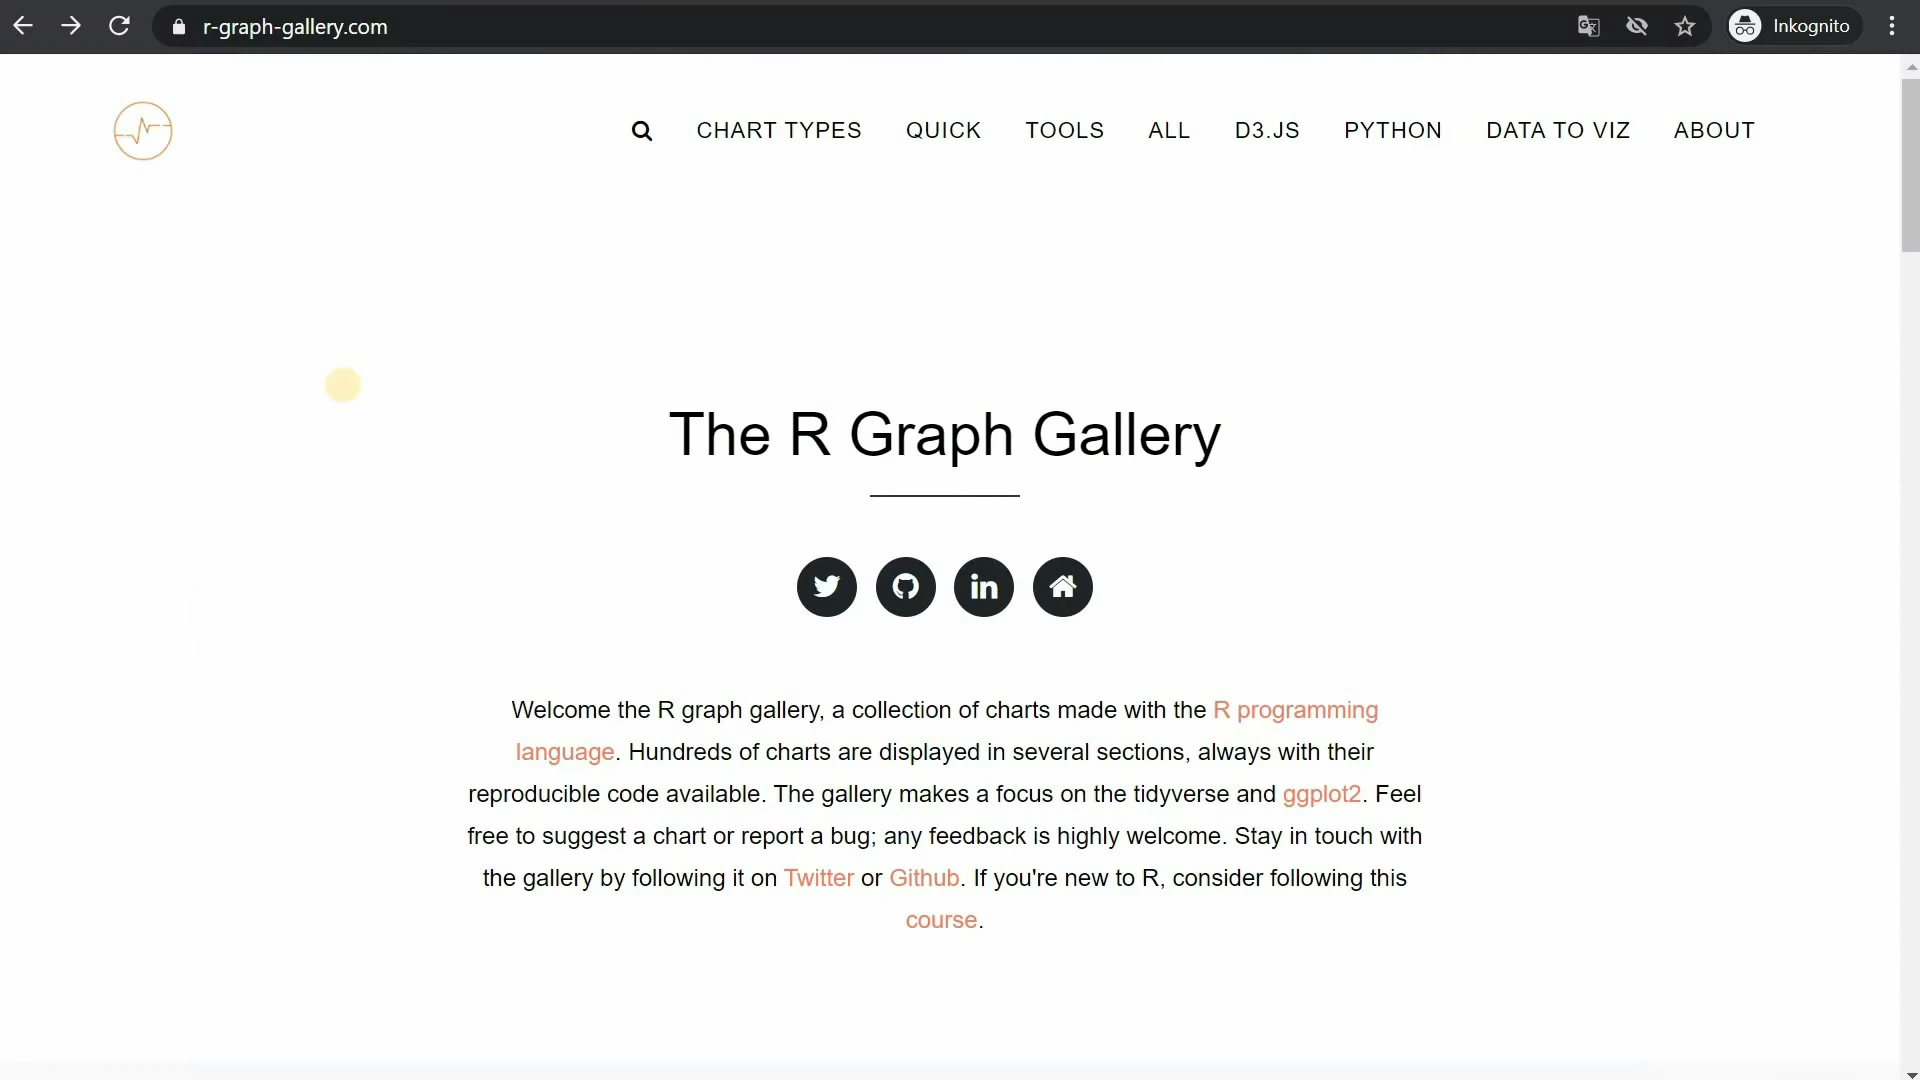 r-graph-gallery.com
Inkognito
CHART TYPES QUICK TOOLS ALL D3.JS PYTHON DATA TO VIZ ABOUT
The R Graph Gallery
Welcome the R graph gallery, a collection of charts made with the R programming
language. Hundreds of charts are displayed in several sections, always with their
reproducible code available. The gallery makes a focus on the tidyverse and ggplot2. Feel
free to suggest a chart or report a bug; any feedback is highly welcome. Stay in touch with
the gallery by following it on Twitter or Github. If you're new to R, consider following this
course.